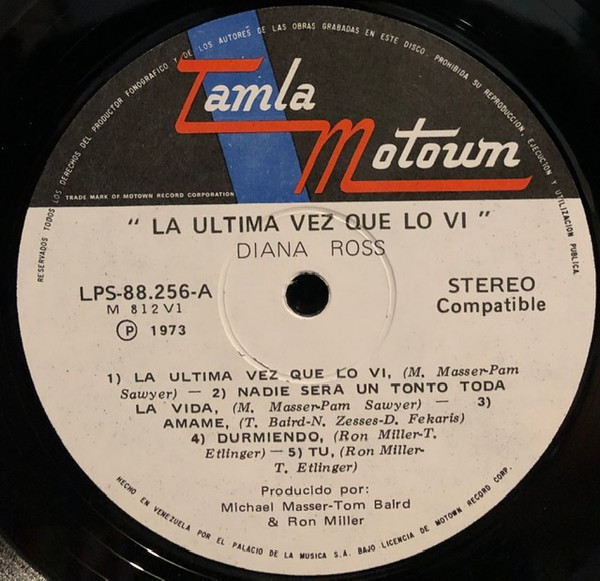 RESERVADOS TODOS LOS DERECHOS DEL PRODUCTOR FONOGRAFICO Y DE LOS AUTORES DE LAS OBRAS GRABADAS EN ESTE DISCO. PROHIBIDA SU REPRODUCCION, EJECUCION Y UTILIZACION PUBLICA.
Tamla
Motown
TRADE MARK OF MOTOWN RECORD CORPORATION
" LA ULTIMA VEZ QUE LO VI "
DIANA ROSS
LPS-88.256-A
M 812V1
Ⓟ 1973
STEREO
Compatible
1) LA ULTIMA VEZ QUE LO VI, (M. Masser-Pam
Sawyer) — 2) NADIE SERA UN TONTO TODA
LA VIDA, (M. Masser-Pam Sawyer) — 3)
AMAME, (T. Baird-N. Zesses-D. Fekaris)
4) DURMIENDO, (Ron Miller-T.
Etlinger) — 5) TU, (Ron Miller-
T. Etlinger)
Producido por:
Michael Masser-Tom Baird
& Ron Miller
HECHO EN VENEZUELA POR EL PALACIO DE LA MUSICA S.A. BAJO LICENCIA DE MOTOWN RECORD CORP.